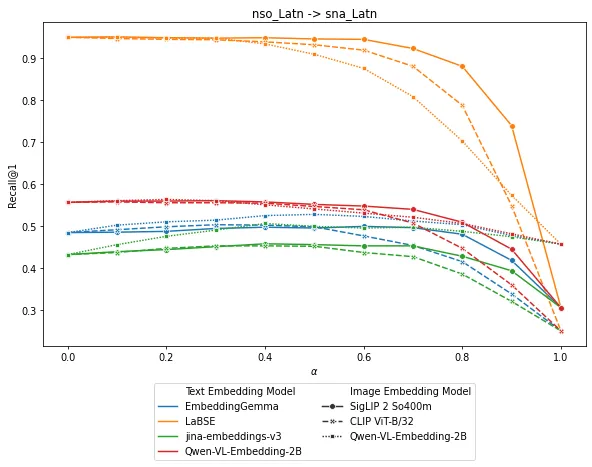 nso_Latn -> sna_Latn
Recall@1
0.9
0.8
0.7
0.6
0.5
0.4
0.3
0.0
0.2
0.4
0.6
0.8
1.0
α
Text Embedding Model
EmbeddingGemma
LaBSE
jina-embeddings-v3
Qwen-VL-Embedding-2B
Image Embedding Model
SigLIP 2 So400m
CLIP ViT-B/32
Qwen-VL-Embedding-2B